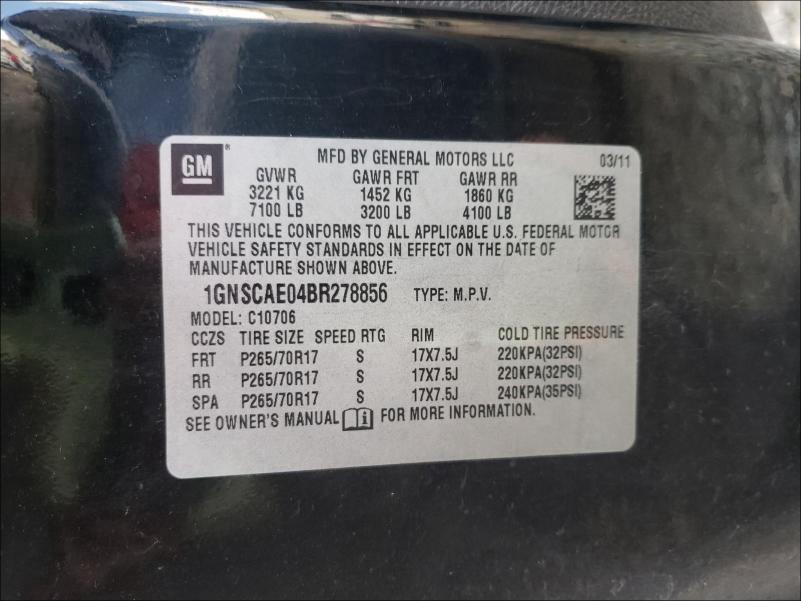 GM ®
MFD BY GENERAL MOTORS LLC 03/11
GVWR GAWR FRT GAWR RR
3221 KG 1452 KG 1860 KG
7100 LB 3200 LB 4100 LB
THIS VEHICLE CONFORMS TO ALL APPLICABLE U.S. FEDERAL MOTOR
VEHICLE SAFETY STANDARDS IN EFFECT ON THE DATE OF
MANUFACTURE SHOWN ABOVE.
1GNSCAE04BR278856 TYPE: M.P.V.
MODEL: C10706
CCZS TIRE SIZE SPEED RTG RIM COLD TIRE PRESSURE
FRT P265/70R17 S 17X7.5J 220KPA(32PSI)
RR P265/70R17 S 17X7.5J 220KPA(32PSI)
SPA P265/70R17 S 17X7.5J 240KPA(35PSI)
SEE OWNER'S MANUAL FOR MORE INFORMATION.